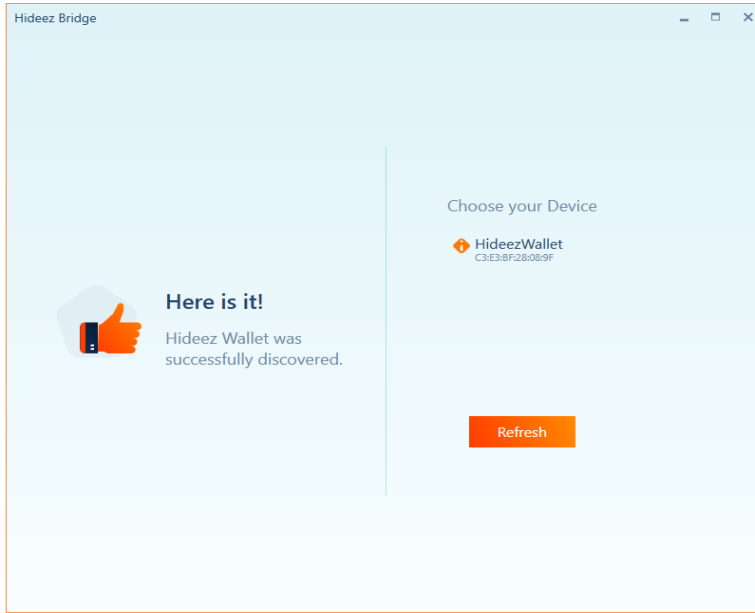 Hideez Bridge
Here is it!
Hideez Wallet was
successfully discovered.
Choose your Device
HideezWallet
C3:E3:BF:28:08:9F
Refresh